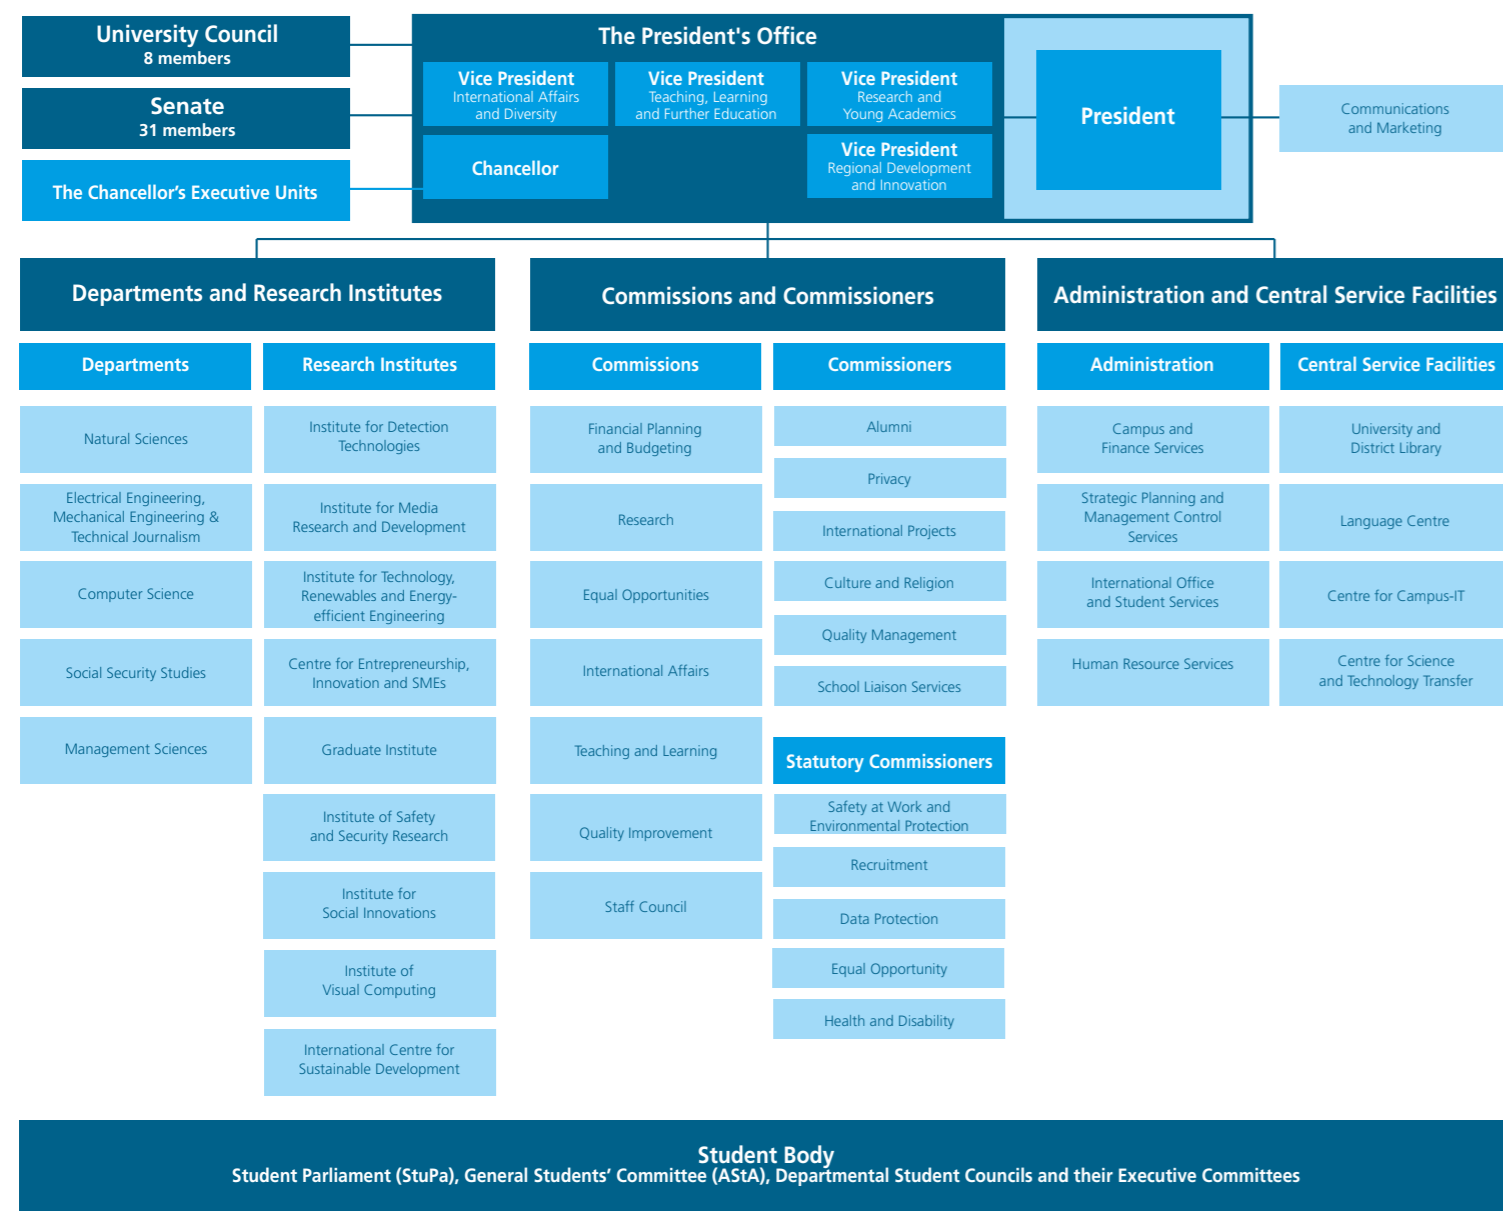 University Council
8 members
Senate
31 members
The Chancellor’s Executive Units
The President's Office
Vice President
International Affairs
and Diversity
Vice President
Teaching, Learning
and Further Education
Vice President
Research and
Young Academics
Chancellor
Vice President
Regional Development
and Innovation
President
Communications
and Marketing
Departments and Research Institutes
Departments
Natural Sciences
Electrical Engineering,
Mechanical Engineering &
Technical Journalism
Computer Science
Social Security Studies
Management Sciences
Research Institutes
Institute for Detection
Technologies
Institute for Media
Research and Development
Institute for Technology,
Renewables and Energy-
efficient Engineering
Centre for Entrepreneurship,
Innovation and SMEs
Graduate Institute
Institute of Safety
and Security Research
Institute for
Social Innovations
Institute of
Visual Computing
International Centre for
Sustainable Development
Commissions and Commissioners
Commissions
Financial Planning
and Budgeting
Research
Equal Opportunities
International Affairs
Teaching and Learning
Quality Improvement
Staff Council
Commissioners
Alumni
Privacy
International Projects
Culture and Religion
Quality Management
School Liaison Services
Statutory Commissioners
Safety at Work and
Environmental Protection
Recruitment
Data Protection
Equal Opportunity
Health and Disability
Administration and Central Service Facilities
Administration
Campus and
Finance Services
Strategic Planning and
Management Control
Services
International Office
and Student Services
Human Resource Services
Central Service Facilities
University and
District Library
Language Centre
Centre for Campus-IT
Centre for Science
and Technology Transfer
Student Body
Student Parliament (StuPa), General Students’ Committee (AStA), Departmental Student Councils and their Executive Committees